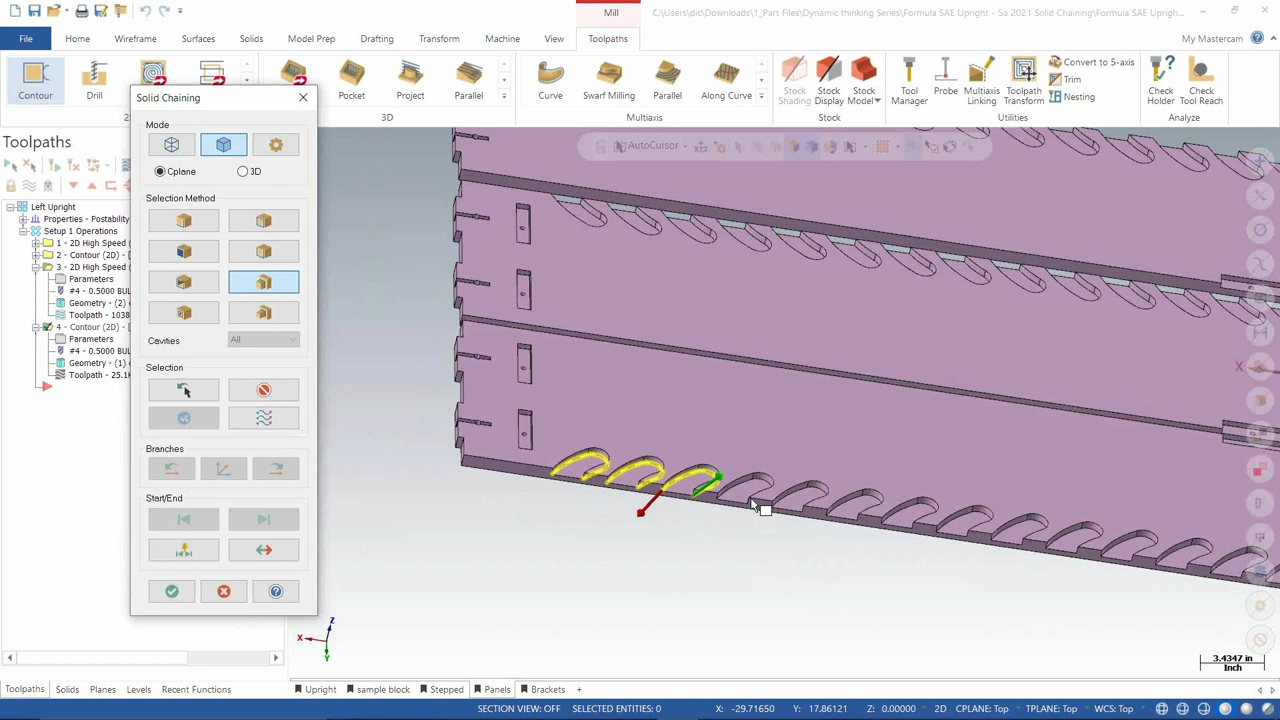 Mill
C:\Users\dic\Downloads\1_Part Files\Dynamic thinking Series\Formula SAE Upright - Sa 2021 Solid Chaining\Formula SAE Uprigh...
File Home Wireframe Surfaces Solids Model Prep Drafting Transform Machine View Toolpaths My Mastercam
Contour Drill Pocket Project Parallel Curve Swarf Milling Parallel Along Curve Stock Shading Stock Display Stock Model Tool Manager Probe Multiaxis Linking Toolpath Transform Convert to 5-axis Trim Nesting Check Holder Check Tool Reach
3D Multiaxis Stock Utilities Analyze
Toolpaths
Left Upright
Properties - Postability
Setup 1 Operations
1 - 2D High Speed (
2 - Contour (2D) -
3 - 2D High Speed (
Parameters
#4 - 0.5000 BUL
Geometry - (2)
Toolpath - 1038
4 - Contour (2D) -
Parameters
#4 - 0.5000 BUL
Geometry - (1)
Toolpath - 25.1K
Solid Chaining
Mode
Cplane 3D
Selection Method
Cavities All
Selection
Branches
Start/End
AutoCursor
X
X Z Y
3.4347 in
Inch
Toolpaths Solids Planes Levels Recent Functions
Upright sample block Stepped Panels Brackets +
SECTION VIEW: OFF SELECTED ENTITIES: 0 X: -29.71650 Y: 17.86121 Z: 0.00000 2D CPLANE: Top TPLANE: Top WCS: Top